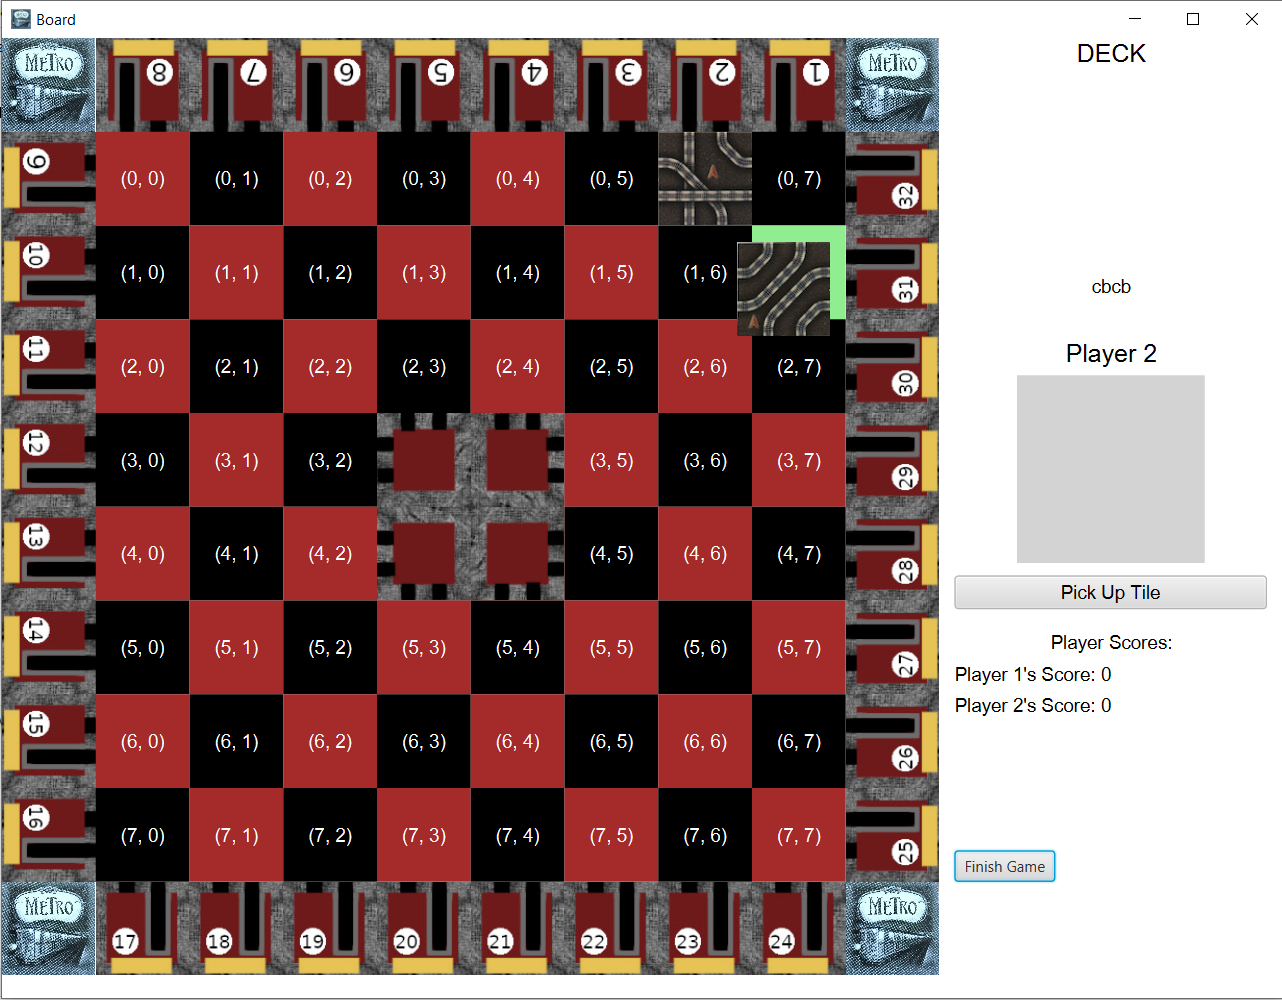 Board
DECK
METRO
8 7 6 5 4 3 2 1
METRO
9 (0, 0) (0, 1) (0, 2) (0, 3) (0, 4) (0, 5) (0, 7) 32
10 (1, 0) (1, 1) (1, 2) (1, 3) (1, 4) (1, 5) (1, 6) 31
cbcb
11 (2, 0) (2, 1) (2, 2) (2, 3) (2, 4) (2, 5) (2, 6) (2, 7) 30
Player 2
12 (3, 0) (3, 1) (3, 2) (3, 5) (3, 6) (3, 7) 29
13 (4, 0) (4, 1) (4, 2) (4, 5) (4, 6) (4, 7) 28
Pick Up Tile
14 (5, 0) (5, 1) (5, 2) (5, 3) (5, 4) (5, 5) (5, 6) (5, 7) 27
Player Scores:
Player 1's Score: 0
Player 2's Score: 0
15 (6, 0) (6, 1) (6, 2) (6, 3) (6, 4) (6, 5) (6, 6) (6, 7) 26
16 (7, 0) (7, 1) (7, 2) (7, 3) (7, 4) (7, 5) (7, 6) (7, 7) 25
Finish Game
METRO
17 18 19 20 21 22 23 24
METRO